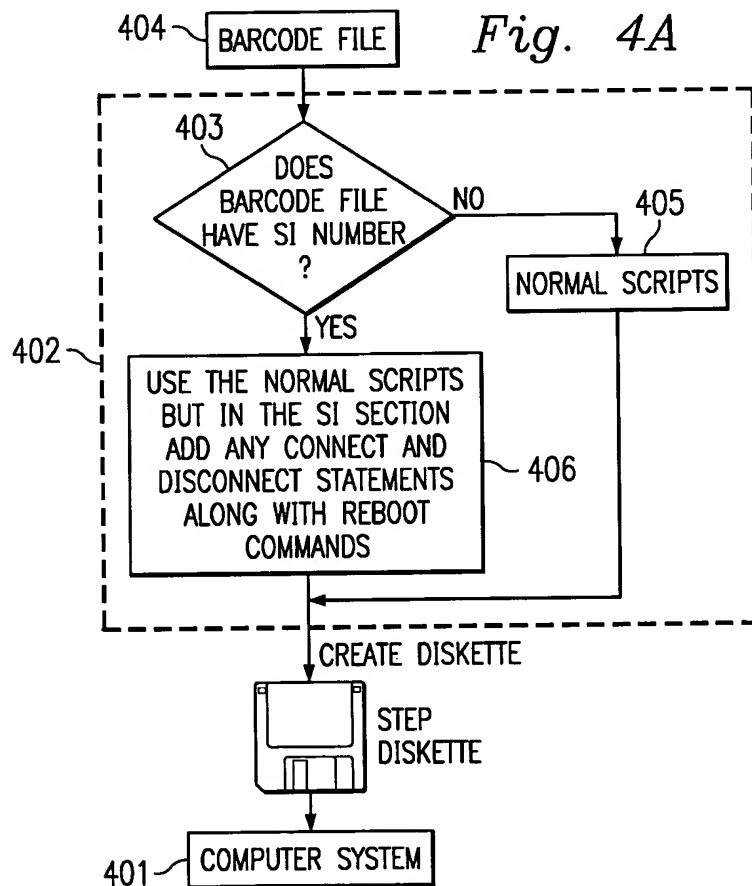 Fig. 4A
404
BARCODE FILE
403
DOES
BARCODE FILE
HAVE SI NUMBER
?
NO
405
NORMAL SCRIPTS
YES
402
USE THE NORMAL SCRIPTS
BUT IN THE SI SECTION
ADD ANY CONNECT AND
DISCONNECT STATEMENTS
ALONG WITH REBOOT
COMMANDS
406
CREATE DISKETTE
STEP
DISKETTE
401
COMPUTER SYSTEM